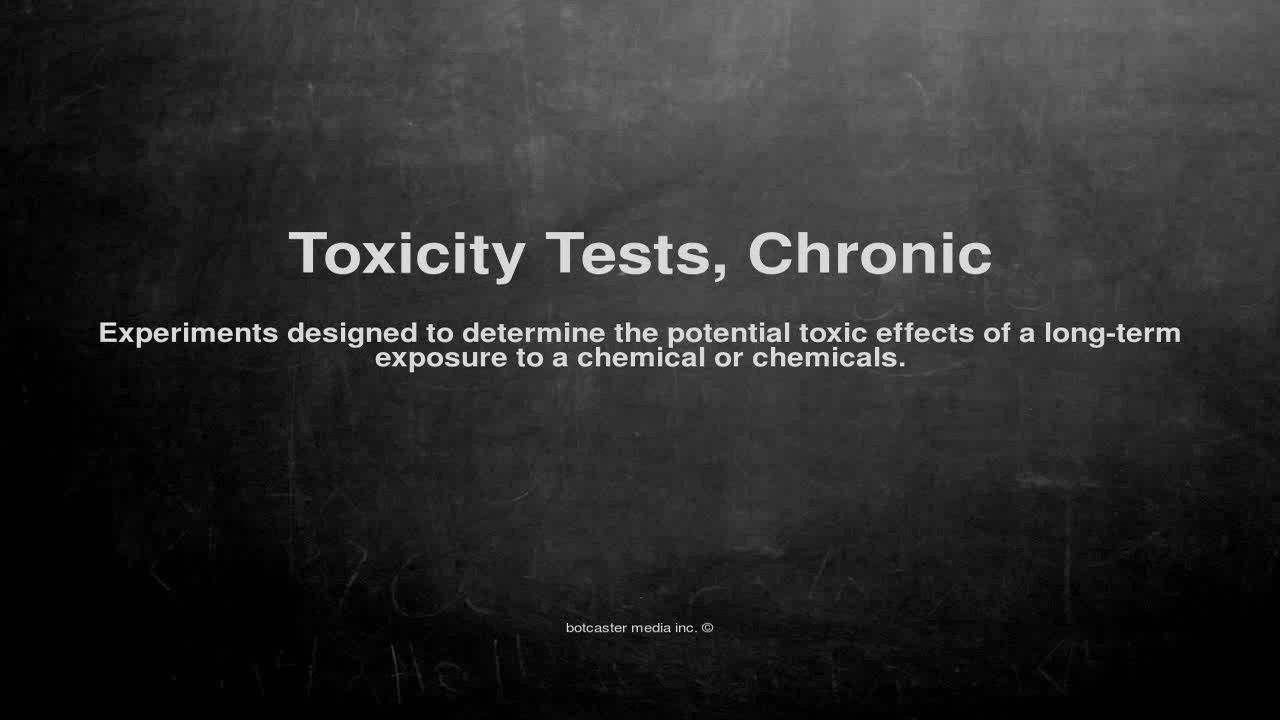 Toxicity Tests, Chronic
Experiments designed to determine the potential toxic effects of a long-term
exposure to a chemical or chemicals.
botcaster media inc. ©